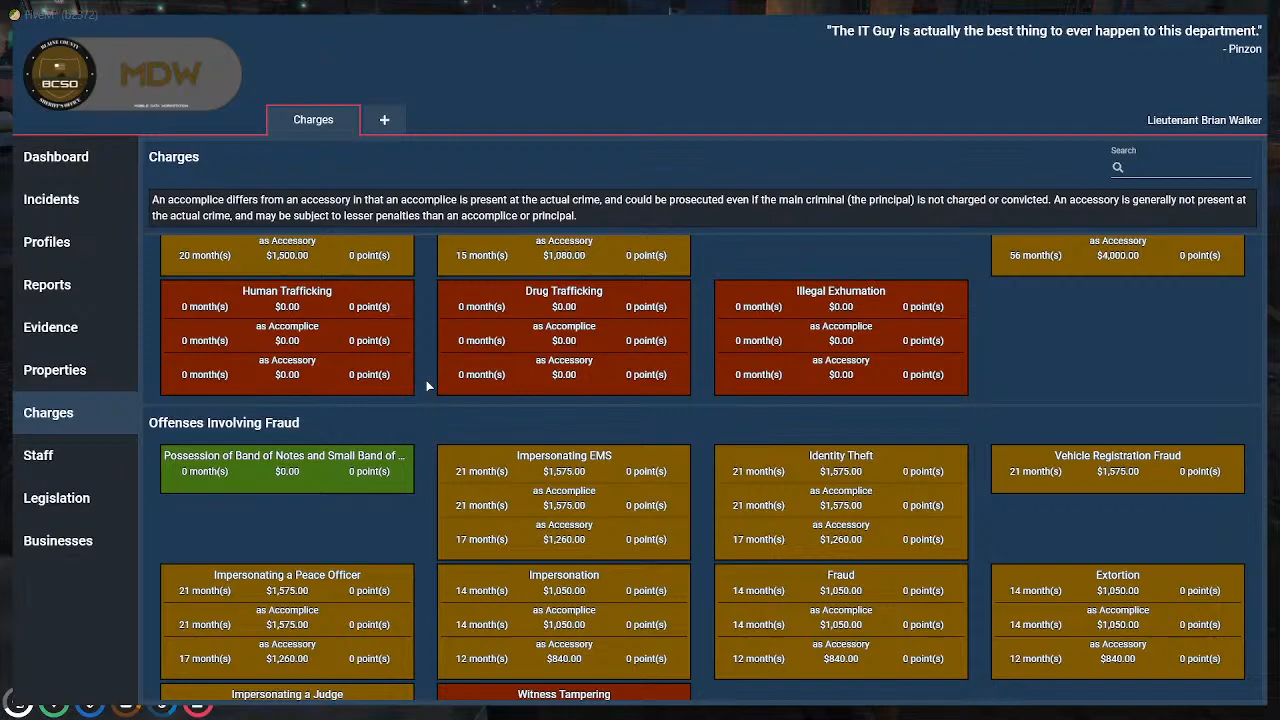 FiveM® (b2372)
"The IT Guy is actually the best thing to ever happen to this department."
- Pinzon
BLAINE COUNTY
BCSO
SHERIFF'S OFFICE
MDW
MOBILE DATA WORKSTATION
Charges
+
Lieutenant Brian Walker
Dashboard
Incidents
Profiles
Reports
Evidence
Properties
Charges
Staff
Legislation
Businesses
Charges
Search
An accomplice differs from an accessory in that an accomplice is present at the actual crime, and could be prosecuted even if the main criminal (the principal) is not charged or convicted. An accessory is generally not present at
the actual crime, and may be subject to lesser penalties than an accomplice or principal.
as Accessory
20 month(s) $1,500.00 0 point(s)
as Accessory
15 month(s) $1,080.00 0 point(s)
as Accessory
56 month(s) $4,000.00 0 point(s)
Human Trafficking
0 month(s) $0.00 0 point(s)
as Accomplice
0 month(s) $0.00 0 point(s)
as Accessory
0 month(s) $0.00 0 point(s)
Drug Trafficking
0 month(s) $0.00 0 point(s)
as Accomplice
0 month(s) $0.00 0 point(s)
as Accessory
0 month(s) $0.00 0 point(s)
Illegal Exhumation
0 month(s) $0.00 0 point(s)
as Accomplice
0 month(s) $0.00 0 point(s)
as Accessory
0 month(s) $0.00 0 point(s)
Offenses Involving Fraud
Possession of Band of Notes and Small Band of ...
0 month(s) $0.00 0 point(s)
Impersonating EMS
21 month(s) $1,575.00 0 point(s)
as Accomplice
21 month(s) $1,575.00 0 point(s)
as Accessory
17 month(s) $1,260.00 0 point(s)
Identity Theft
21 month(s) $1,575.00 0 point(s)
as Accomplice
21 month(s) $1,575.00 0 point(s)
as Accessory
17 month(s) $1,260.00 0 point(s)
Vehicle Registration Fraud
21 month(s) $1,575.00 0 point(s)
Impersonating a Peace Officer
21 month(s) $1,575.00 0 point(s)
as Accomplice
21 month(s) $1,575.00 0 point(s)
as Accessory
17 month(s) $1,260.00 0 point(s)
Impersonation
14 month(s) $1,050.00 0 point(s)
as Accomplice
14 month(s) $1,050.00 0 point(s)
as Accessory
12 month(s) $840.00 0 point(s)
Fraud
14 month(s) $1,050.00 0 point(s)
as Accomplice
14 month(s) $1,050.00 0 point(s)
as Accessory
12 month(s) $840.00 0 point(s)
Extortion
14 month(s) $1,050.00 0 point(s)
as Accomplice
14 month(s) $1,050.00 0 point(s)
as Accessory
12 month(s) $840.00 0 point(s)
Impersonating a Judge
Witness Tampering